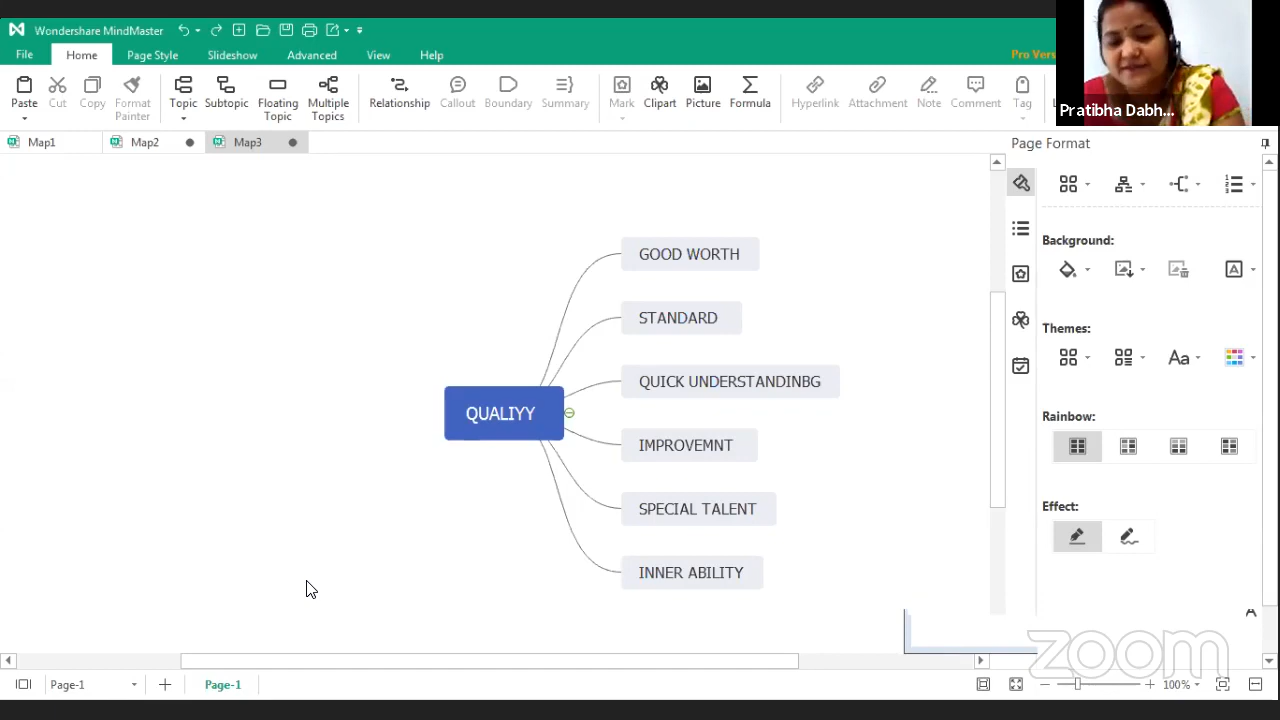 Wondershare MindMaster
File Home Page Style Slideshow Advanced View Help Pro Vers
Paste Cut Copy Format Painter Topic Subtopic Floating Topic Multiple Topics Relationship Callout Boundary Summary Mark Clipart Picture Formula Hyperlink Attachment Note Comment Tag
Pratibha Dabh...
Map1 Map2 Map3
Page Format
GOOD WORTH
STANDARD
QUICK UNDERSTANDINBG
QUALIYY
IMPROVEMNT
SPECIAL TALENT
INNER ABILITY
Background:
Themes:
Aa
Rainbow:
Effect:
zoom
Page-1 Page-1 100%